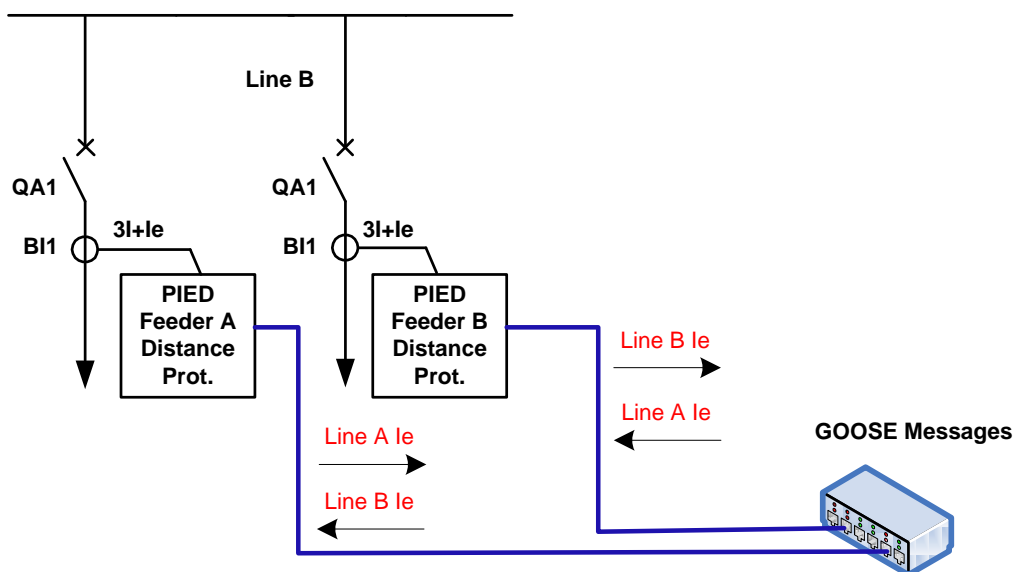 Line B
QA1
QA1
3I+Ie
3I+Ie
BI1
BI1
PIED
Feeder A
Distance
Prot.
PIED
Feeder B
Distance
Prot.
Line B Ie
Line A Ie
Line A Ie
Line B Ie
GOOSE Messages